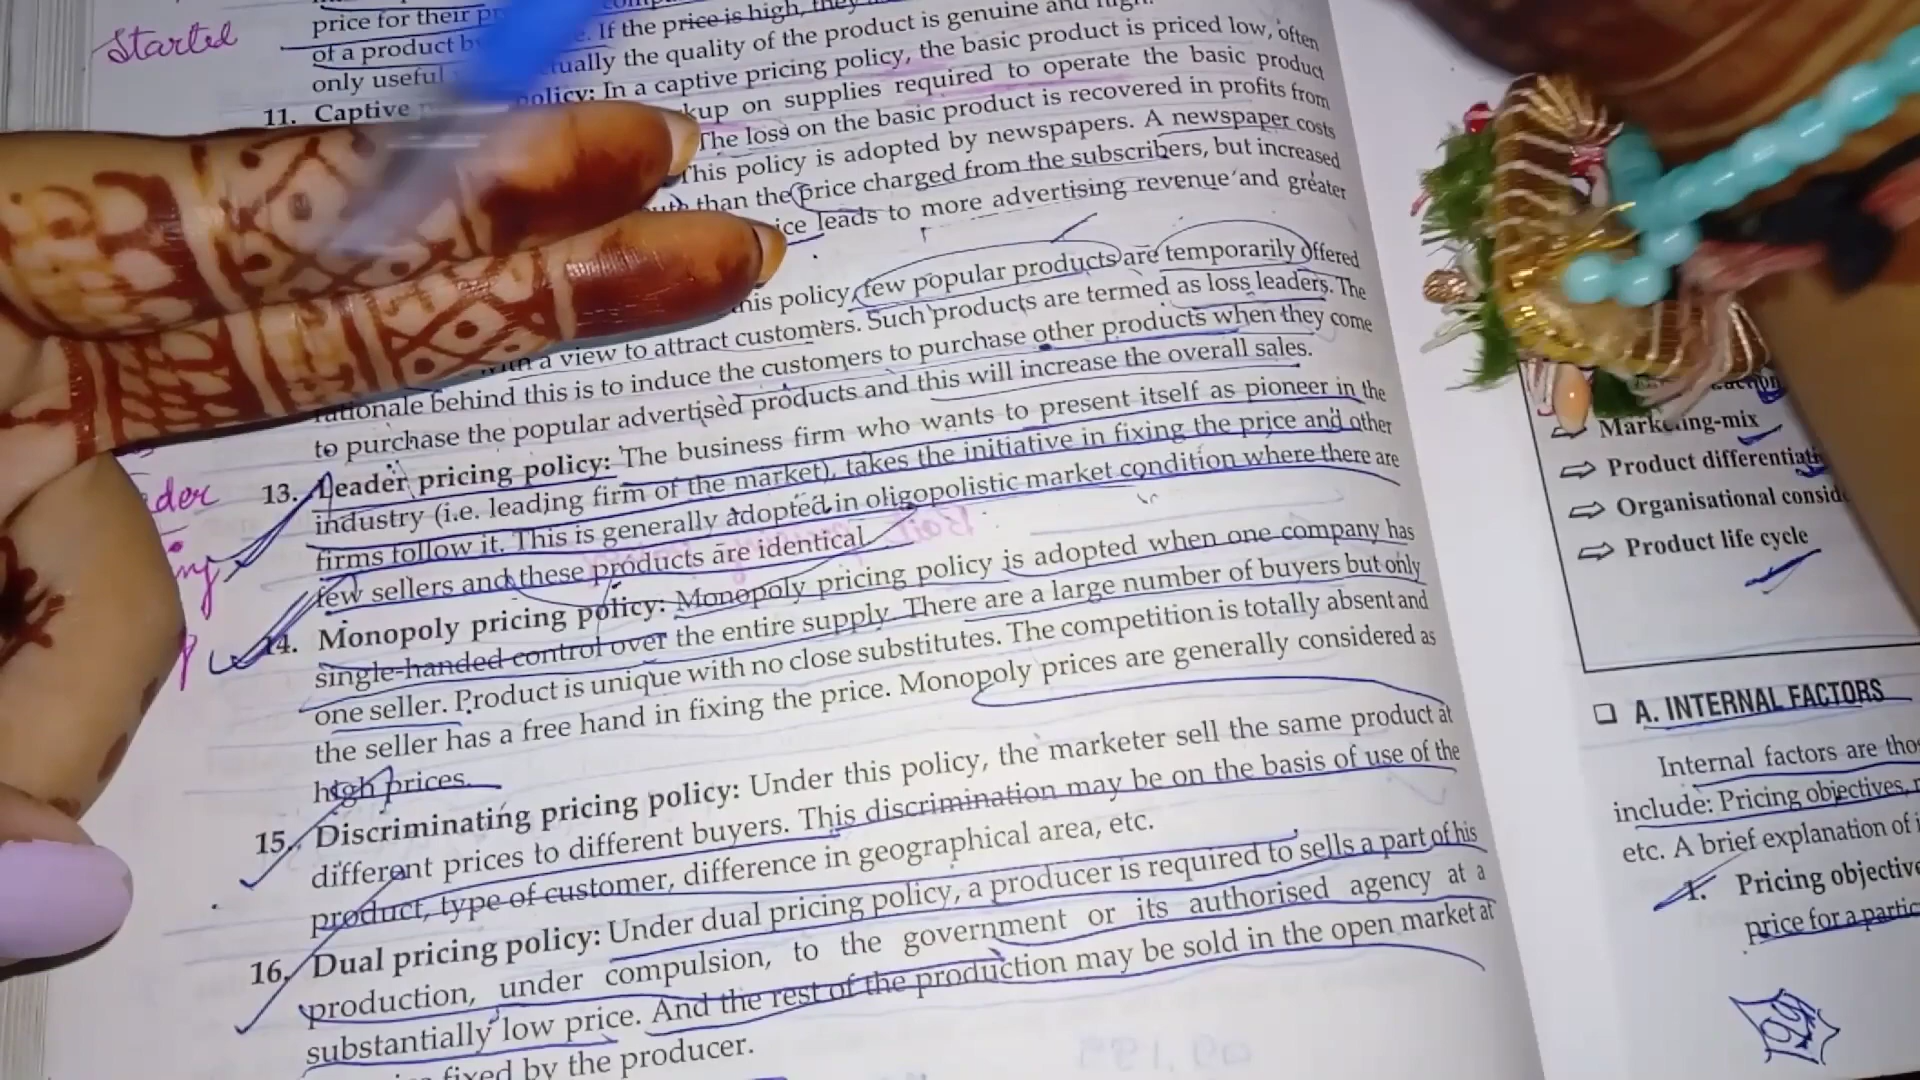 Started
price for their
of a product b
If the price is high, they
only useful
ually the quality of the product is genuine and high.
11. Captive
policy: In a captive pricing policy, the basic product is priced low, often
kup on supplies required to operate the basic product
The loss on the basic product is recovered in profits from
This policy is adopted by newspapers. A newspaper costs
than the price charged from the subscribers, but increased
ice leads to more advertising revenue and greater
his policy, few popular products are temporarily offered
a view to attract customers. Such products are termed as loss leaders. The
rationale behind this is to induce the customers to purchase other products when they come
to purchase the popular advertised products and this will increase the overall sales.
der
13. Leader pricing policy: The business firm who wants to present itself as pioneer in the
industry (i.e. leading firm of the market), takes the initiative in fixing the price and other
firms follow it. This is generally adopted in oligopolistic market condition where there are
few sellers and these products are identical
14. Monopoly pricing policy: Monopoly pricing policy is adopted when one company has
single-handed control over the entire supply. There are a large number of buyers but only
one seller. Product is unique with no close substitutes. The competition is totally absent and
the seller has a free hand in fixing the price. Monopoly prices are generally considered as
high prices.
15. Discriminating pricing policy: Under this policy, the marketer sell the same product at
different prices to different buyers. This discrimination may be on the basis of use of the
product, type of customer, difference in geographical area, etc.
16. Dual pricing policy: Under dual pricing policy, a producer is required to sells a part of his
production, under compulsion, to the government or its authorised agency at a
substantially low price. And the rest of the production may be sold in the open market at
fixed by the producer.
Marketing-mix
Product differentiati
Organisational conside
Product life cycle
A. INTERNAL FACTORS
Internal factors are thos
include: Pricing objectives,
etc. A brief explanation of
1. Pricing objective
price for a partic